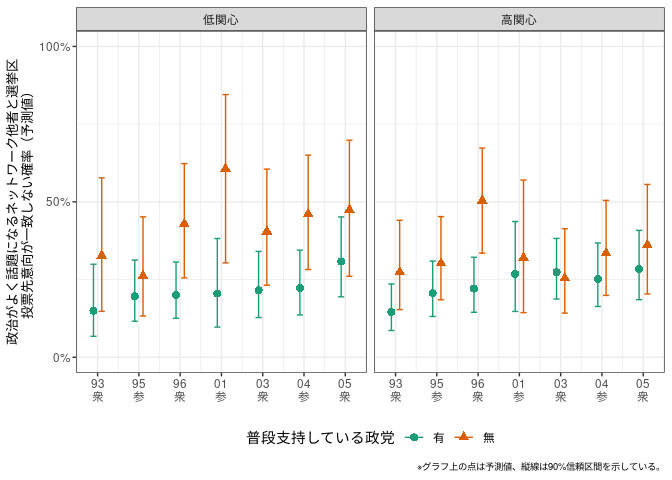 低関心
高関心
政治がよく話題になるネットワーク他者と選挙区
投票先意向が一致しない確率（予測値）
100%
50%
0%
93 95 96 01 03 04 05
衆 参 衆 参 衆 参 衆
93 95 96 01 03 04 05
衆 参 衆 参 衆 参 衆
普段支持している政党 有 無
※グラフ上の点は予測値、縦線は90%信頼区間を示している。